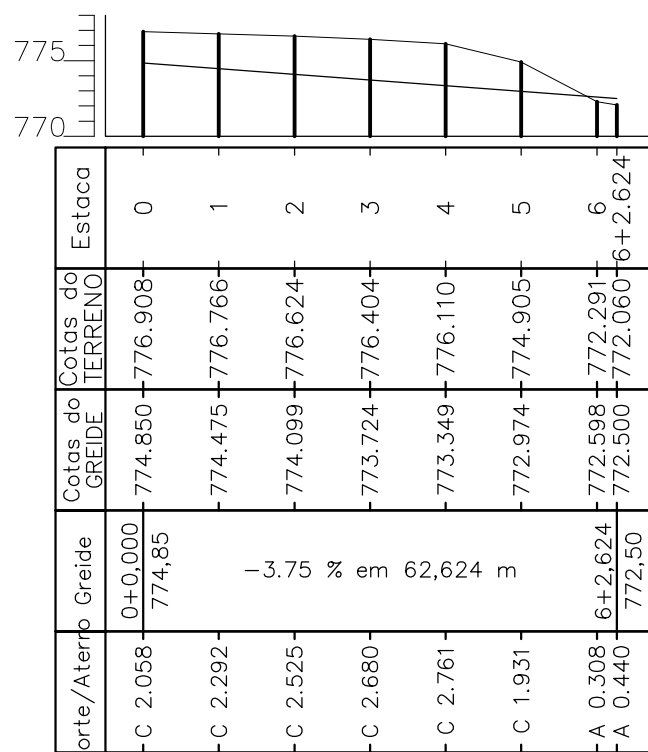 775
770
Estaca
0
1
2
3
4
5
6
6+2.624
Cotas do
TERRENO
776.908
776.766
776.624
776.404
776.110
774.905
772.291
772.060
Cotas do
GREIDE
774.850
774.475
774.099
773.724
773.349
772.974
772.598
772.500
Greide
0+0,000
774,85
-3.75 % em 62,624 m
6+2,624
772,50
orte/Aterro
C 2.058
C 2.292
C 2.525
C 2.680
C 2.761
C 1.931
A 0.308
A 0.440